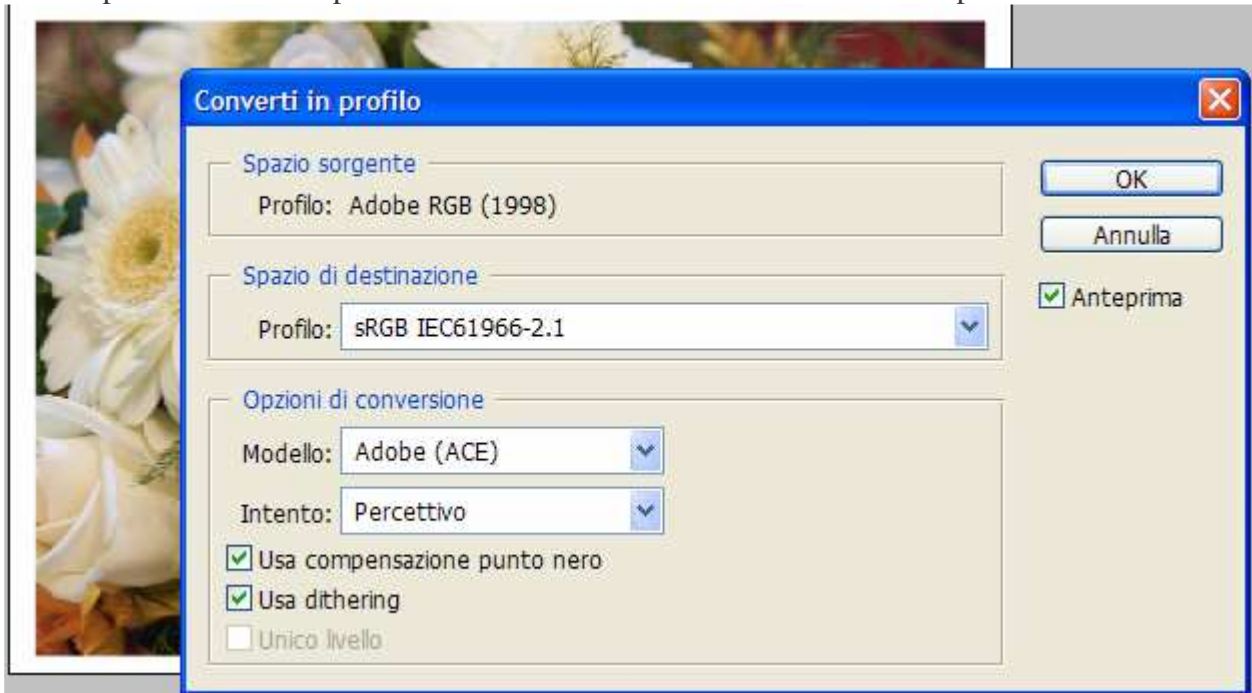 Converti in profilo
Spazio sorgente
Profilo: Adobe RGB (1998)
OK
Annulla
Spazio di destinazione
Anteprima
Profilo: sRGB IEC61966-2.1
Opzioni di conversione
Modello: Adobe (ACE)
Intento: Percettivo
Usa compensazione punto nero
Usa dithering
Unico livello